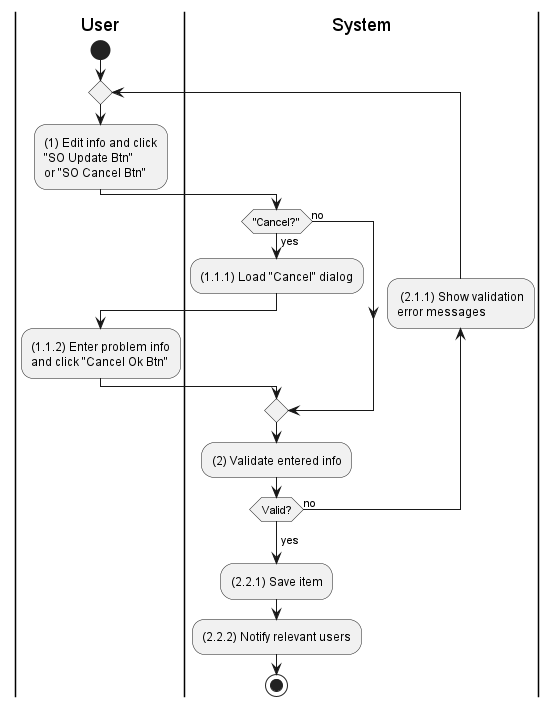 User
System
(1) Edit info and click
"SO Update Btn"
or "SO Cancel Btn"
"Cancel?"
no
yes
(1.1.1) Load "Cancel" dialog
(2.1.1) Show validation
error messages
(1.1.2) Enter problem info
and click "Cancel Ok Btn"
(2) Validate entered info
Valid?
no
yes
(2.2.1) Save item
(2.2.2) Notify relevant users